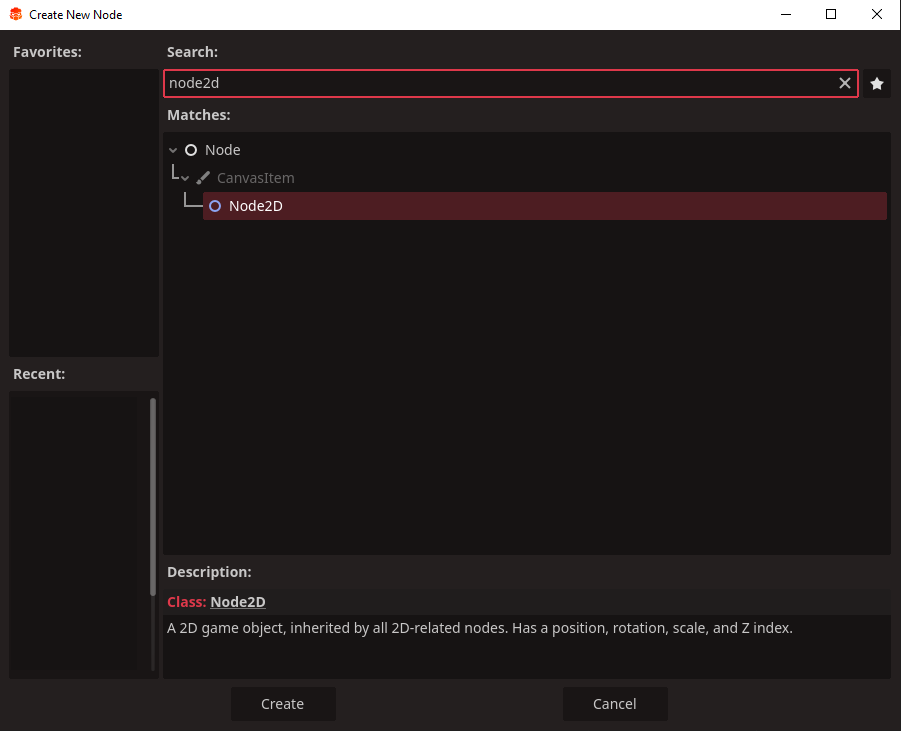 Create New Node
Favorites:
Search:
node2d
Matches:
Node
CanvasItem
Node2D
Recent:
Description:
Class: Node2D
A 2D game object, inherited by all 2D-related nodes. Has a position, rotation, scale, and Z index.
Create
Cancel